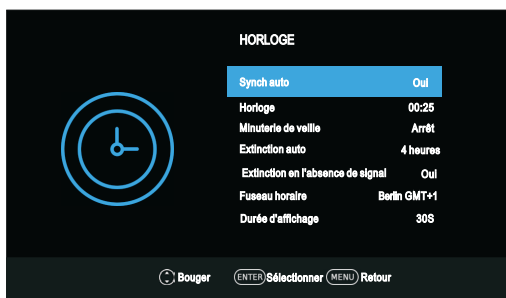 HORLOGE
Synch auto Oui
Horloge 00:25
Minuterie de veille Arrêt
Extinction auto 4 heures
Extinction en l'absence de signal Oui
Fuseau horaire Berlin GMT+1
Durée d'affichage 30S
Bouger ENTER Sélectionner MENU Retour